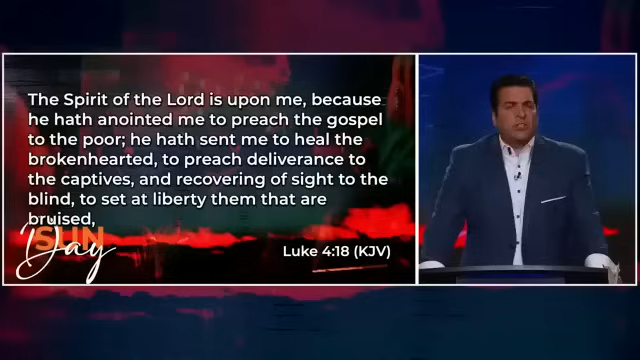 The Spirit of the Lord is upon me, because
he hath anointed me to preach the gospel
to the poor; he hath sent me to heal the
brokenhearted, to preach deliverance to
the captives, and recovering of sight to the
blind, to set at liberty them that are
bruised,
SUN
Day
Luke 4:18 (KJV)